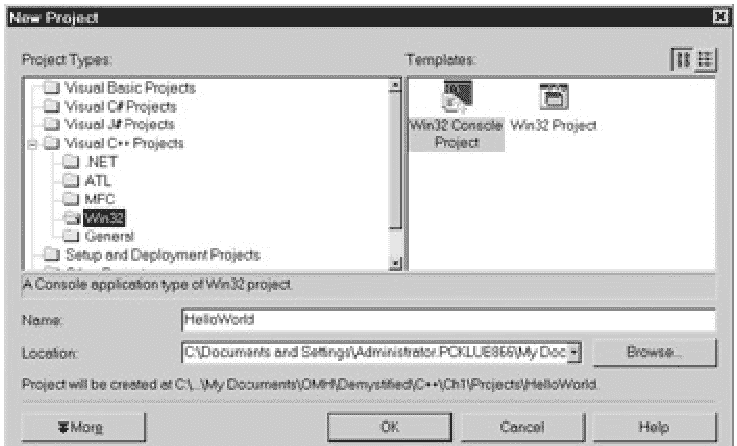 New Project
Project Types:
Templates:
Visual Basic Projects
Visual C# Projects
Visual J# Projects
Visual C++ Projects
.NET
ATL
MFC
Win32
General
Setup and Deployment Projects
Win32 Console Project
Win32 Project
A Console application type of Win32 project.
Name:
HelloWorld
Location:
C:\Documents and Settings\Administrator.PCKLUE866\My Doc
Browse...
Project will be created at C:\...\My Documents\OMH\Demystified\C++\Ch1\Projects\HelloWorld.
More
OK
Cancel
Help